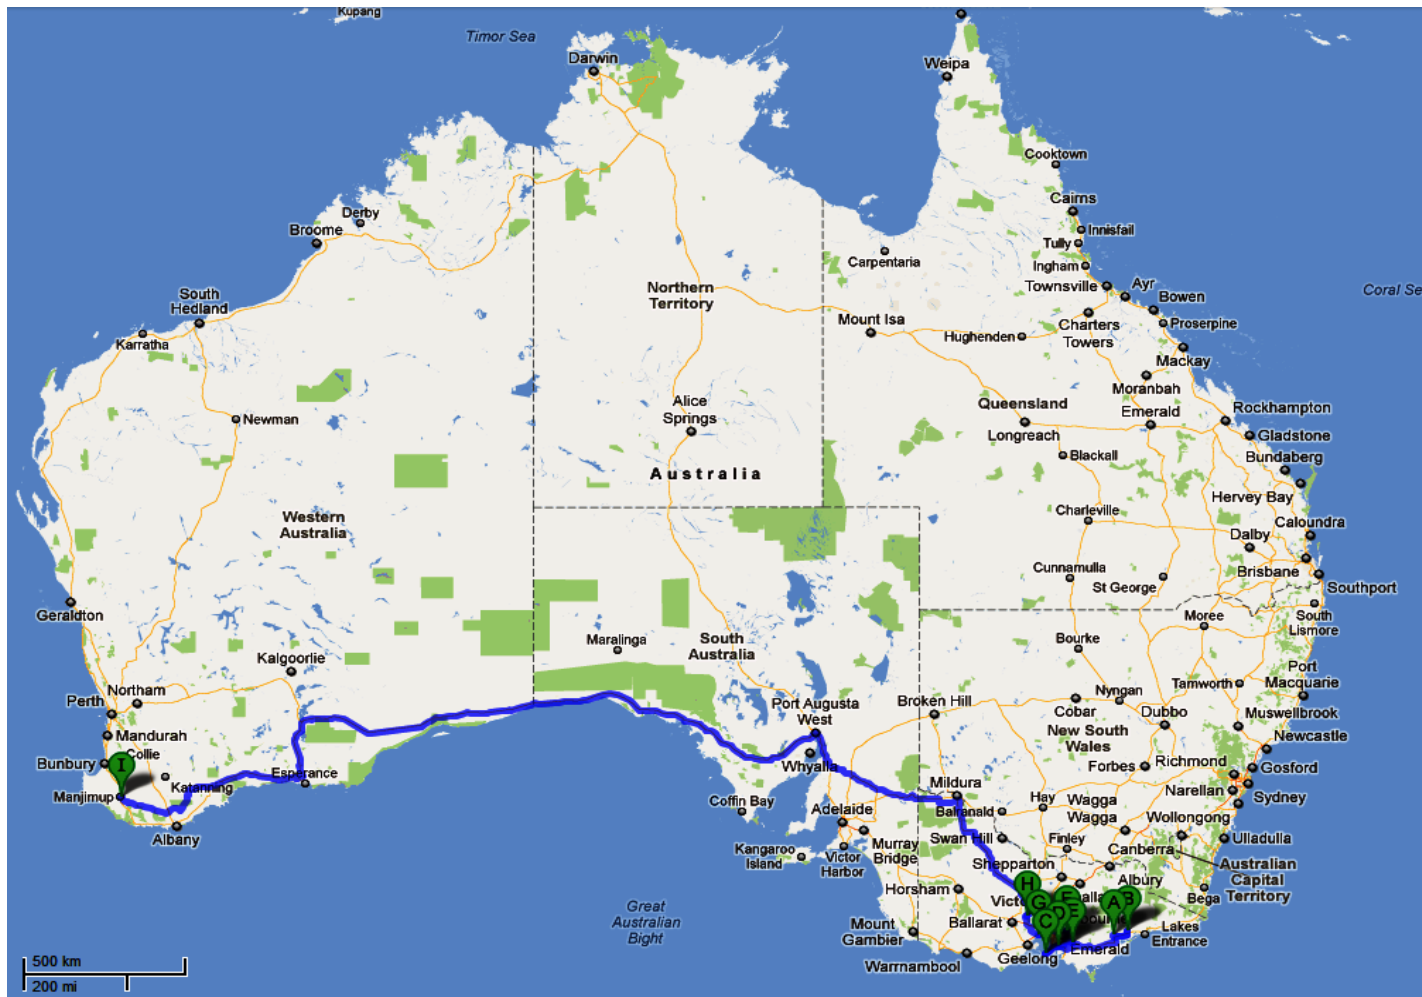 Kupang
Timor Sea
Darwin
Weipa
Cooktown
Cairns
Innisfail
Tully
Ingham
Townsville
Ayr
Bowen
Proserpine
Coral Se
Derby
Broome
Carpentaria
Northern
Territory
South
Hedland
Karratha
Mount Isa
Hughenden
Charters
Towers
Mackay
Moranbah
Newman
Alice
Springs
Queensland
Emerald
Longreach
Rockhampton
Gladstone
Blackall
Bundaberg
Australia
Hervey Bay
Western
Australia
Charleville
Caloundra
Dalby
Brisbane
Cunnamulla
St George
Southport
Geraldton
Moree
South
Lismore
Maralinga
South
Australia
Bourke
Kalgoorlie
Port
Macquarie
Tamworth
Northam
Perth
Port Augusta
West
Broken Hill
Nyngan
Cobar
Dubbo
Muswellbrook
Mandurah
New South
Wales
Newcastle
Collie
Bunbury
I
Whyalla
Forbes
Richmond
Gosford
Esperance
Katanning
Manjimup
Mildura
Narellan
Sydney
Coffin Bay
Adelaide
Balranald
Hay
Wagga
Wagga
Wollongong
Albany
Swan Hill
Finley
Ulladulla
Kangaroo
Island
Victor
Harbor
Murray
Bridge
Canberra
Shepparton
Australian
Capital
Territory
Horsham
H
Albury
Bega
Victo
G
F
alla
A
B
C
D
E
bou
Great
Australian
Bight
Mount
Gambier
Ballarat
Lakes
Entrance
Geelong
Emerald
Warrnambool
500 km
200 mi